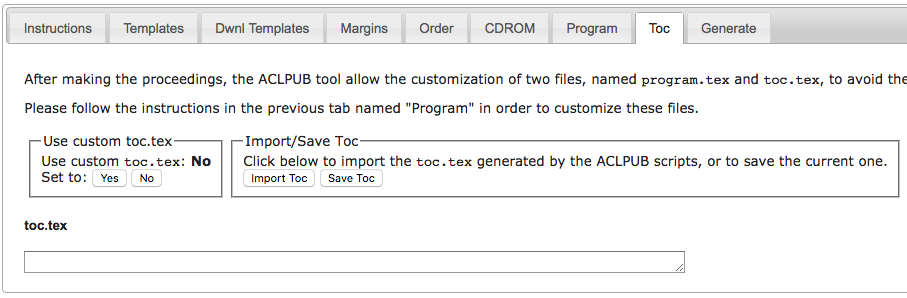 Instructions Templates Dwnl Templates Margins Order CDROM Program Toc Generate
After making the proceedings, the ACLPUB tool allow the customization of two files, named program.tex and toc.tex, to avoid the
Please follow the instructions in the previous tab named "Program" in order to customize these files.
Use custom toc.tex
Use custom toc.tex: No
Set to: Yes No
Import/Save Toc
Click below to import the toc.tex generated by the ACLPUB scripts, or to save the current one.
Import Toc Save Toc
toc.tex